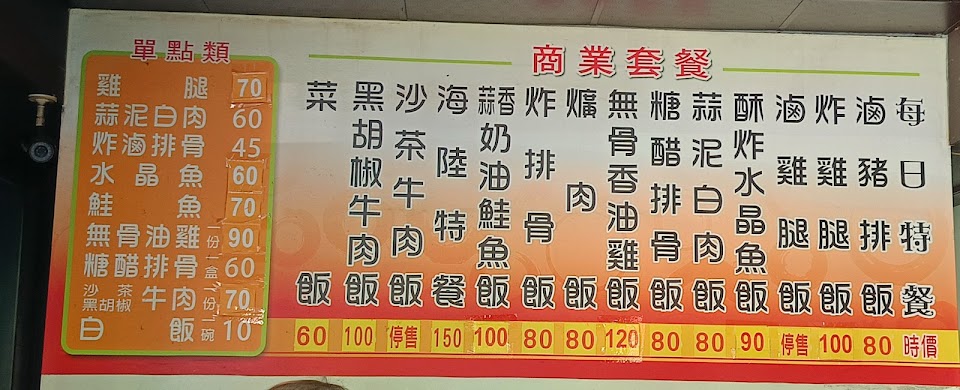 單點類
雞腿 70
蒜泥白肉 60
炸滷排骨 45
水晶魚 60
鮭魚 70
無骨油雞 一份 90
糖醋排骨 一盒 60
沙茶 黑胡椒 牛肉 一份 70
白飯 一碗 10
商業套餐
每日特餐 時價
滷豬排飯 80
炸雞腿飯 100
滷雞腿飯 停售
酥炸水晶魚飯 90
蒜泥白肉飯 80
糖醋排骨飯 80
無骨香油雞飯 120
爌肉飯 80
炸排骨飯 80
蒜香奶油鮭魚飯 100
海陸特餐 150
沙茶牛肉飯 停售
黑胡椒牛肉飯 100
菜飯 60